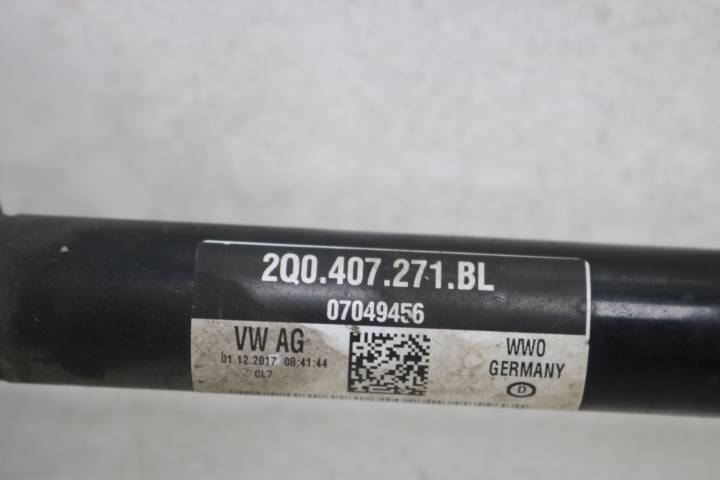 2Q0.407.271.BL
07049456
VW AG
01.12.2017 08:41:44
CL7
WWO
GERMANY
D